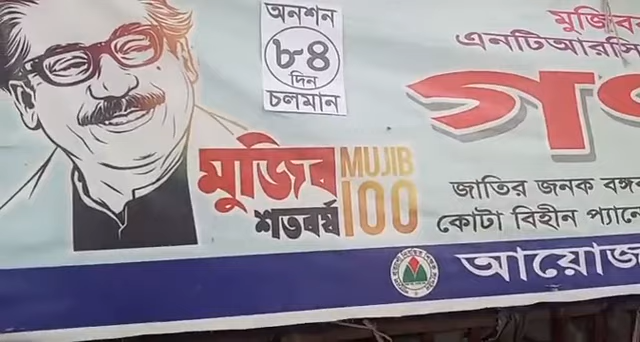 অনশন
৮৪
দিন
চলমান
মুজিব
শতবর্ষ
MUJIB
100
এনটিআরসি
জাতির জনক বঙ্গ
কোটা বিহীন প্যানে
আয়োজ